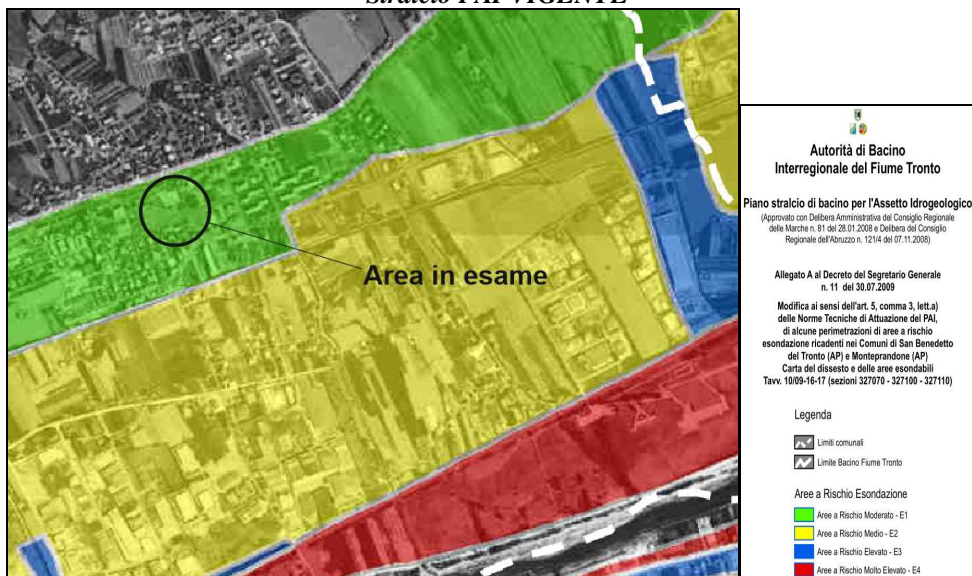 Stralcio PAI VIGENTE
Area in esame
Autorità di Bacino
Interregionale del Fiume Tronto
Piano stralcio di bacino per l'Assetto Idrogeologico
(Approvato con Delibera Amministrativa del Consiglio Regionale
delle Marche n. 81 del 28.01.2008 e Delibera del Consiglio
Regionale dell'Abruzzo n. 121/4 del 07.11.2008)
Allegato A al Decreto del Segretario Generale
n. 11 del 30.07.2009
Modifica ai sensi dell'art. 5, comma 3, lett.a)
delle Norme Tecniche di Attuazione del PAI,
di alcune perimetrazioni di aree a rischio
esondazione ricadenti nei Comuni di San Benedetto
del Tronto (AP) e Monteprandone (AP)
Carta del dissesto e delle aree esondabili
Tavv. 10/09-16-17 (sezioni 327070 - 327100 - 327110)
Legenda
Limiti comunali
Limite Bacino Fiume Tronto
Aree a Rischio Esondazione
Aree a Rischio Moderato - E1
Aree a Rischio Medio - E2
Aree a Rischio Elevato - E3
Aree a Rischio Molto Elevato - E4